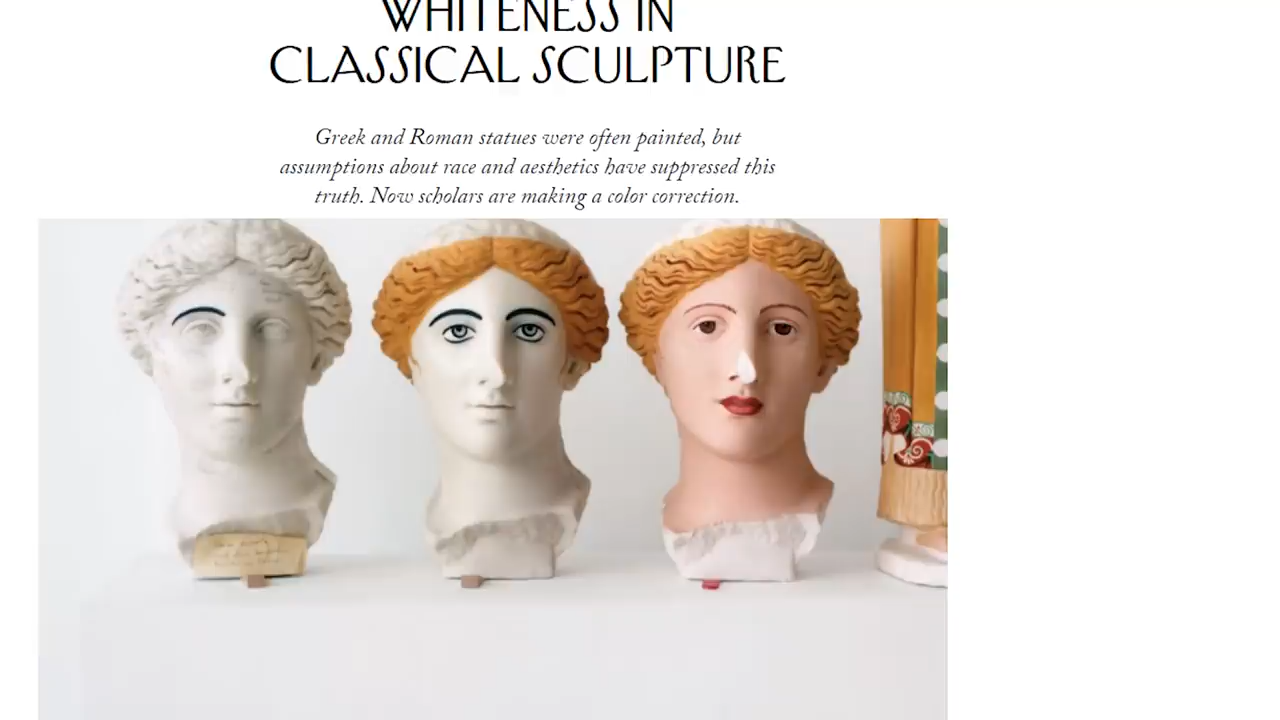 WHITENESS IN
CLASSICAL SCULPTURE
Greek and Roman statues were often painted, but
assumptions about race and aesthetics have suppressed this
truth. Now scholars are making a color correction.